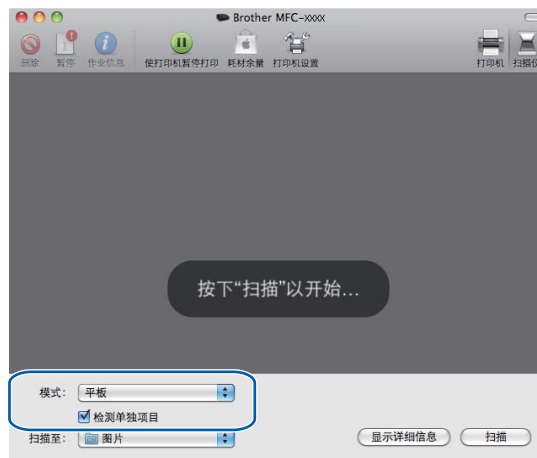 Brother MFC-XXXX
删除 暂停 作业信息 使打印机暂停打印 耗材余量 打印机设置 打印机 扫描仪
按下“扫描”以开始...
模式: 平板
检测单独项目
扫描至: 图片 显示详细信息 扫描